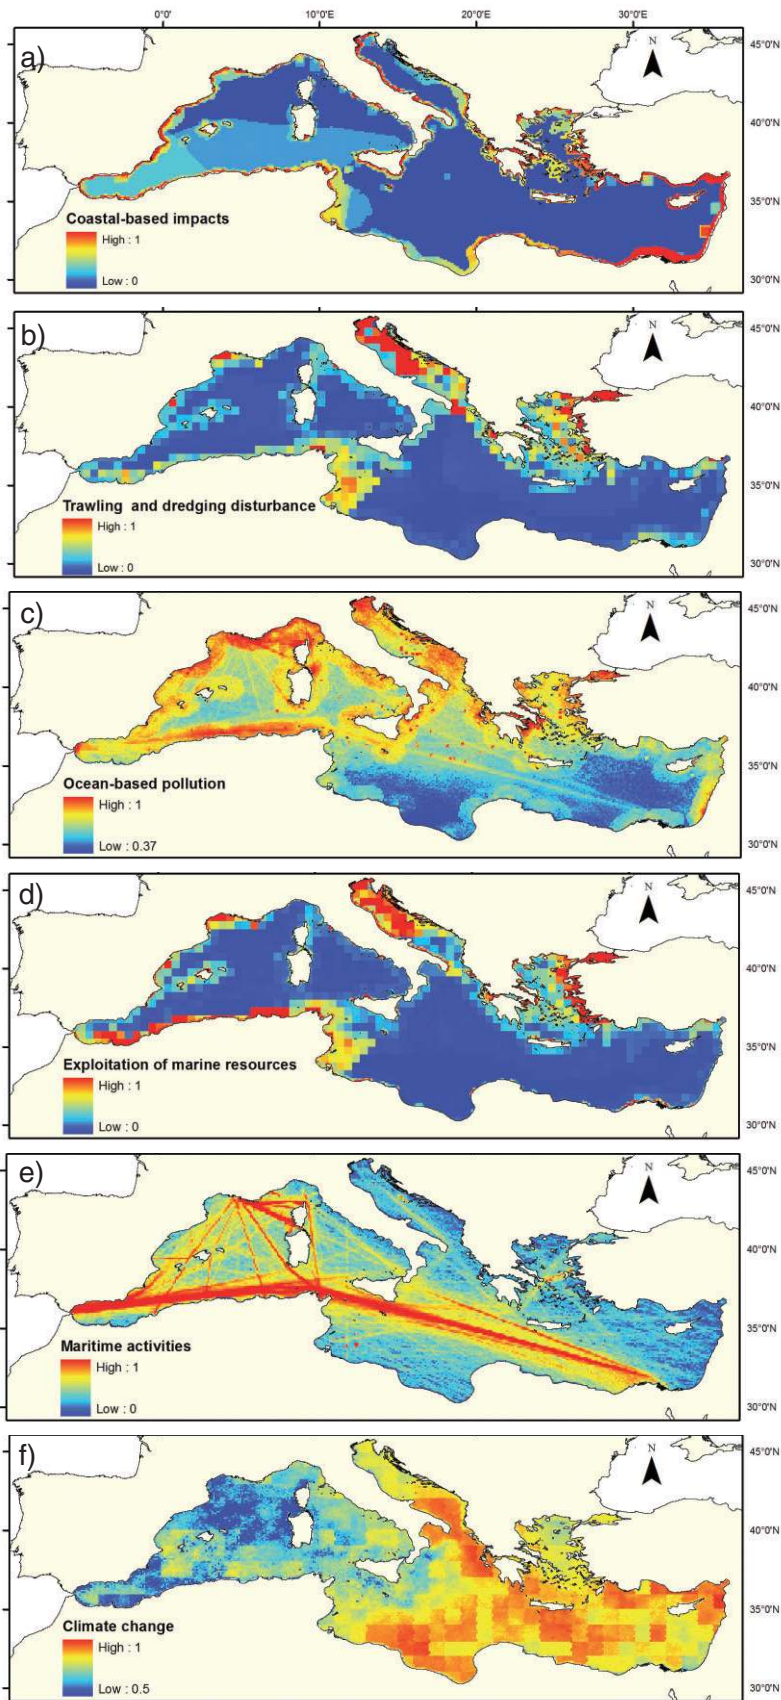 0°0' 10°0'E 20°0'E 30°0'E
a) N 45°0'N
40°0'N
35°0'N
Coastal-based impacts
High : 1
Low : 0
30°0'N
b) N 45°0'N
40°0'N
35°0'N
Trawling and dredging disturbance
High : 1
Low : 0
30°0'N
c) N 45°0'N
40°0'N
35°0'N
Ocean-based pollution
High : 1
Low : 0.37
30°0'N
d) N 45°0'N
40°0'N
35°0'N
Exploitation of marine resources
High : 1
Low : 0
30°0'N
e) N 45°0'N
40°0'N
35°0'N
Maritime activities
High : 1
Low : 0
30°0'N
f) N 45°0'N
40°0'N
35°0'N
Climate change
High : 1
Low : 0.5
30°0'N